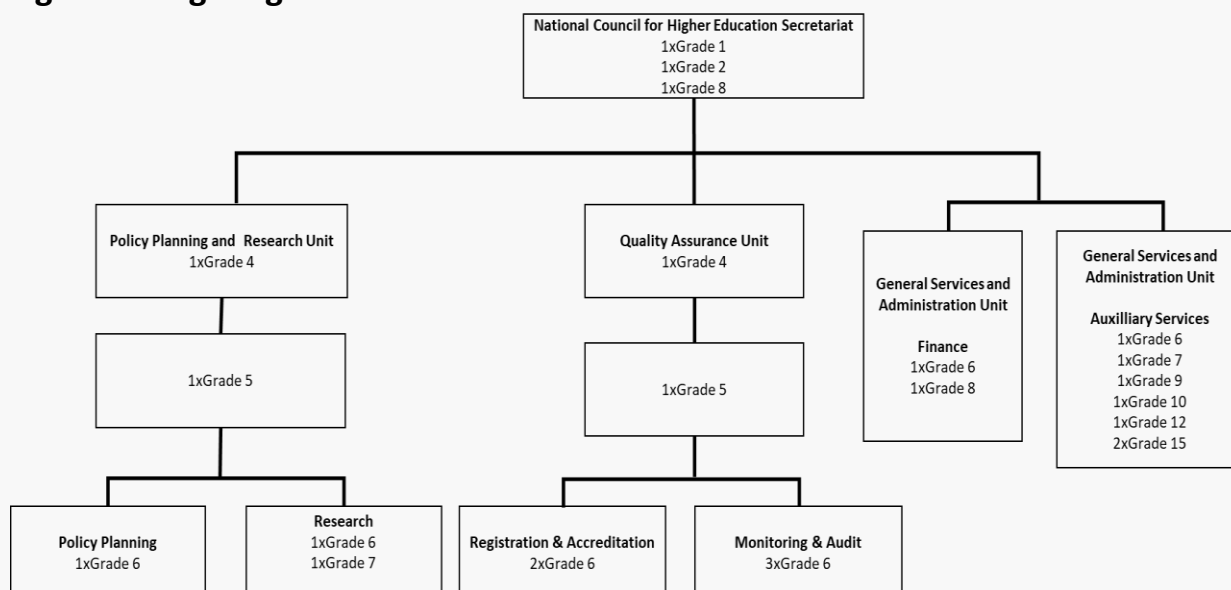 National Council for Higher Education Secretariat
1xGrade 1
1xGrade 2
1xGrade 8
Policy Planning and Research Unit
1xGrade 4
Quality Assurance Unit
1xGrade 4
General Services and
Administration Unit
Finance
1xGrade 6
1xGrade 8
General Services and
Administration Unit
Auxilliary Services
1xGrade 6
1xGrade 7
1xGrade 9
1xGrade 10
1xGrade 12
2xGrade 15
1xGrade 5
1xGrade 5
Policy Planning
1xGrade 6
Research
1xGrade 6
1xGrade 7
Registration & Accreditation
2xGrade 6
Monitoring & Audit
3xGrade 6